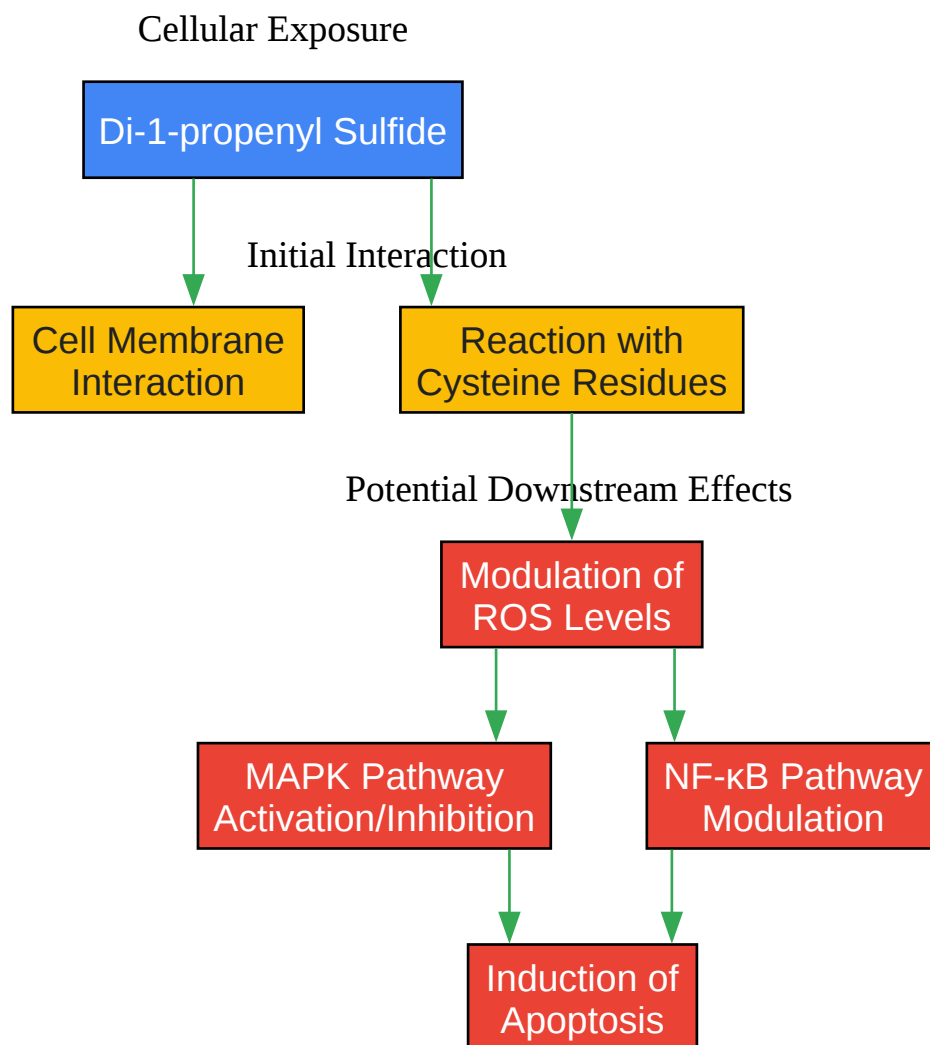 Cellular Exposure
Di-1-propenyl Sulfide
Initial Interaction
Cell Membrane
Interaction
Reaction with
Cysteine Residues
Potential Downstream Effects
Modulation of
ROS Levels
MAPK Pathway
Activation/Inhibition
NF-κB Pathway
Modulation
Induction of
Apoptosis